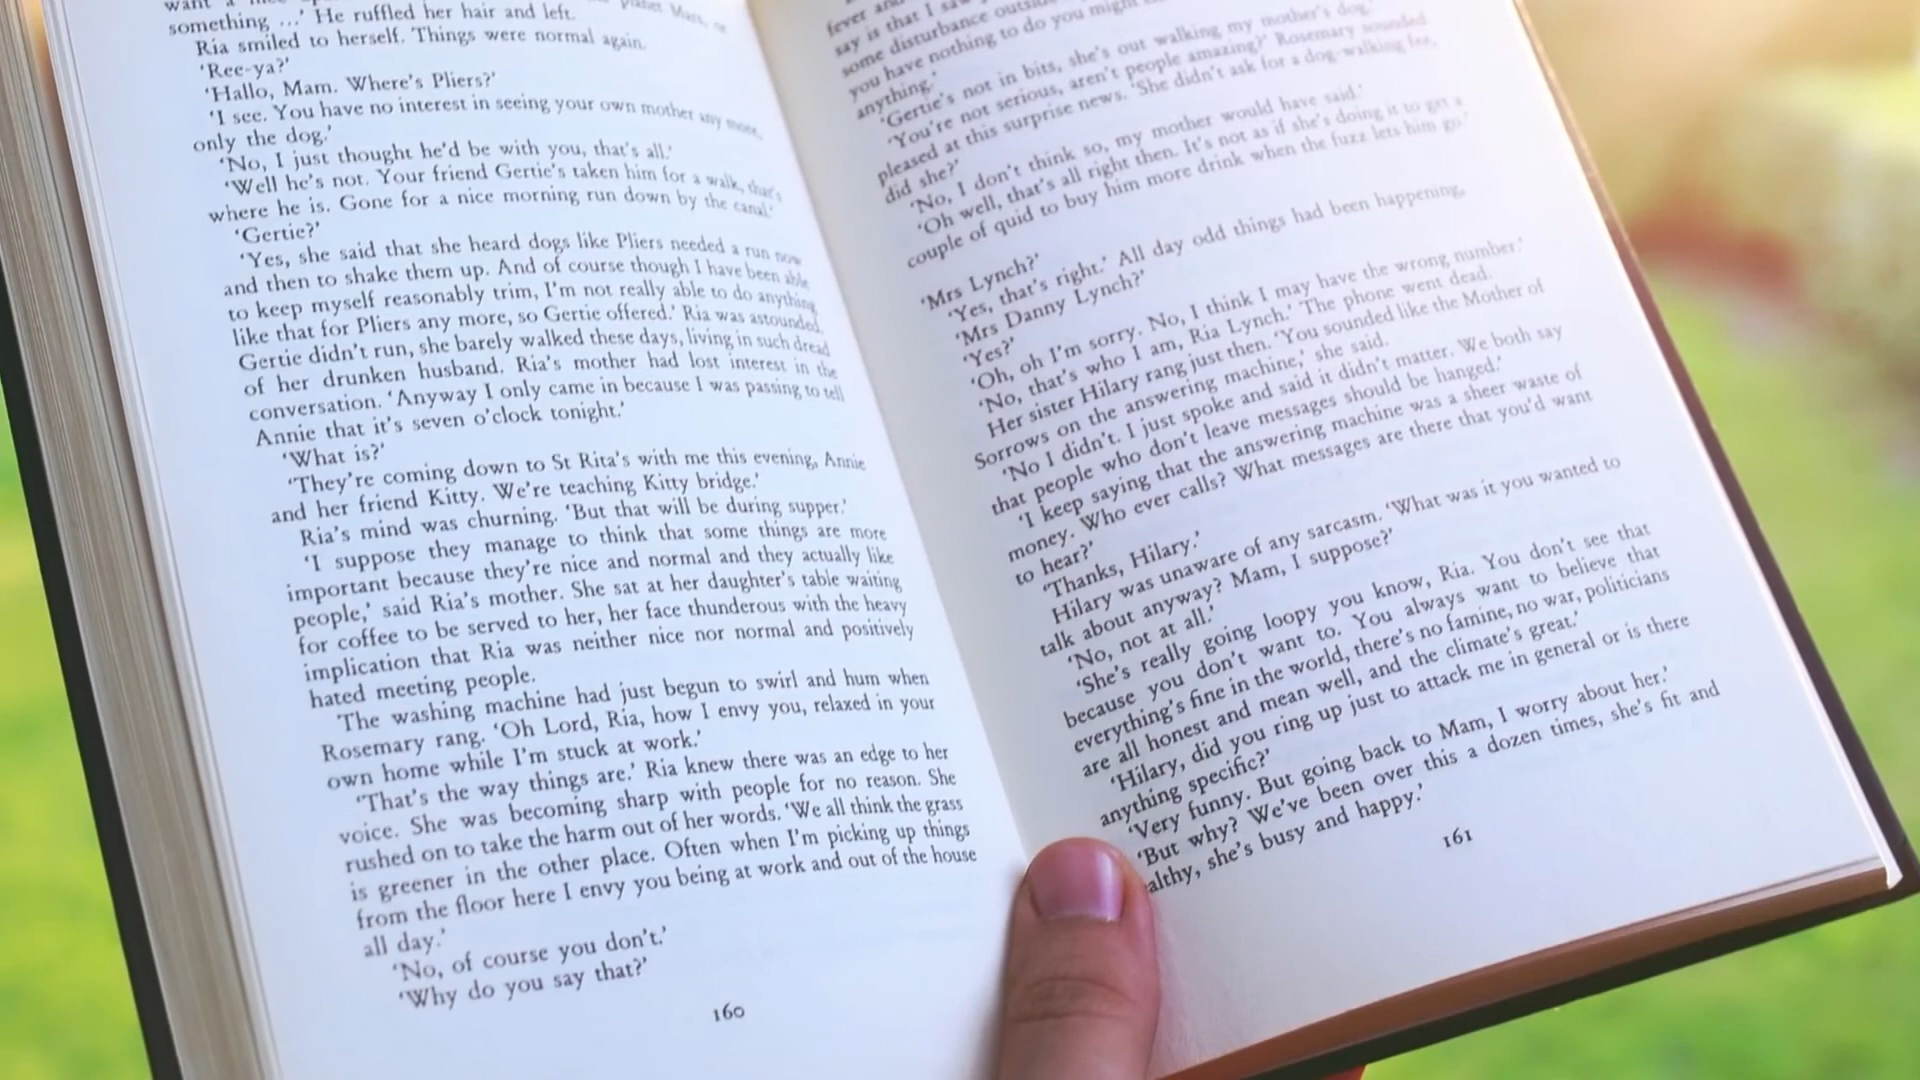 something ...’ He ruffled her hair and left.
Ria smiled to herself. Things were normal again.
‘Ree-ya?’
‘Hallo, Mam. Where’s Pliers?’
‘I see. You have no interest in seeing your own mother any more,
only the dog.’
‘No, I just thought he’d be with you, that’s all.’
‘Well he’s not. Your friend Gertie’s taken him for a walk, that’s
where he is. Gone for a nice morning run down by the canal.’
‘Gertie?’
‘Yes, she said that she heard dogs like Pliers needed a run now
and then to shake them up. And of course though I have been able
to keep myself reasonably trim, I’m not really able to do anything
like that for Pliers any more, so Gertie offered.’ Ria was astounded.
Gertie didn’t run, she barely walked these days, living in such dread
of her drunken husband. Ria’s mother had lost interest in the
conversation. ‘Anyway I only came in because I was passing to tell
Annie that it’s seven o’clock tonight.’
‘What is?’
‘They’re coming down to St Rita’s with me this evening, Annie
and her friend Kitty. We’re teaching Kitty bridge.’
Ria’s mind was churning. ‘But that will be during supper.’
‘I suppose they manage to think that some things are more
important because they’re nice and normal and they actually like
people,’ said Ria’s mother. She sat at her daughter’s table waiting
for coffee to be served to her, her face thunderous with the heavy
implication that Ria was neither nice nor normal and positively
hated meeting people.
The washing machine had just begun to swirl and hum when
Rosemary rang. ‘Oh Lord, Ria, how I envy you, relaxed in your
own home while I’m stuck at work.’
‘That’s the way things are.’ Ria knew there was an edge to her
voice. She was becoming sharp with people for no reason. She
rushed on to take the harm out of her words. ‘We all think the grass
is greener in the other place. Often when I’m picking up things
from the floor here I envy you being at work and out of the house
all day.’
‘No, of course you don’t.’
‘Why do you say that?’
160
fever and
say is that I saw
some disturbance outside
you have nothing to do you might
anything.’
‘Gertie’s not in bits, she’s out walking my mother’s dog.’
‘You’re not serious, aren’t people amazing?’ Rosemary sounded
pleased at this surprise news. ‘She didn’t ask for a dog-walking fee,
did she?’
‘No, I don’t think so, my mother would have said.’
‘Oh well, that’s all right then. It’s not as if she’s doing it to get a
couple of quid to buy him more drink when the fuzz lets him go.’
‘Mrs Lynch?’
‘Yes, that’s right.’ All day odd things had been happening.
‘Mrs Danny Lynch?’
‘Yes?’
‘Oh, oh I’m sorry. No, I think I may have the wrong number.’
‘No, that’s who I am, Ria Lynch.’ The phone went dead.
Her sister Hilary rang just then. ‘You sounded like the Mother of
Sorrows on the answering machine,’ she said.
‘No I didn’t. I just spoke and said it didn’t matter. We both say
that people who don’t leave messages should be hanged.’
‘I keep saying that the answering machine was a sheer waste of
money. Who ever calls? What messages are there that you’d want
to hear?’
‘Thanks, Hilary.’
Hilary was unaware of any sarcasm. ‘What was it you wanted to
talk about anyway? Mam, I suppose?’
‘No, not at all.’
‘She’s really going loopy you know, Ria. You don’t see that
because you don’t want to. You always want to believe that
everything’s fine in the world, there’s no famine, no war, politicians
are all honest and mean well, and the climate’s great.’
‘Hilary, did you ring up just to attack me in general or is there
anything specific?’
‘Very funny. But going back to Mam, I worry about her.’
‘But why? We’ve been over this a dozen times, she’s fit and
althy, she’s busy and happy.’
161